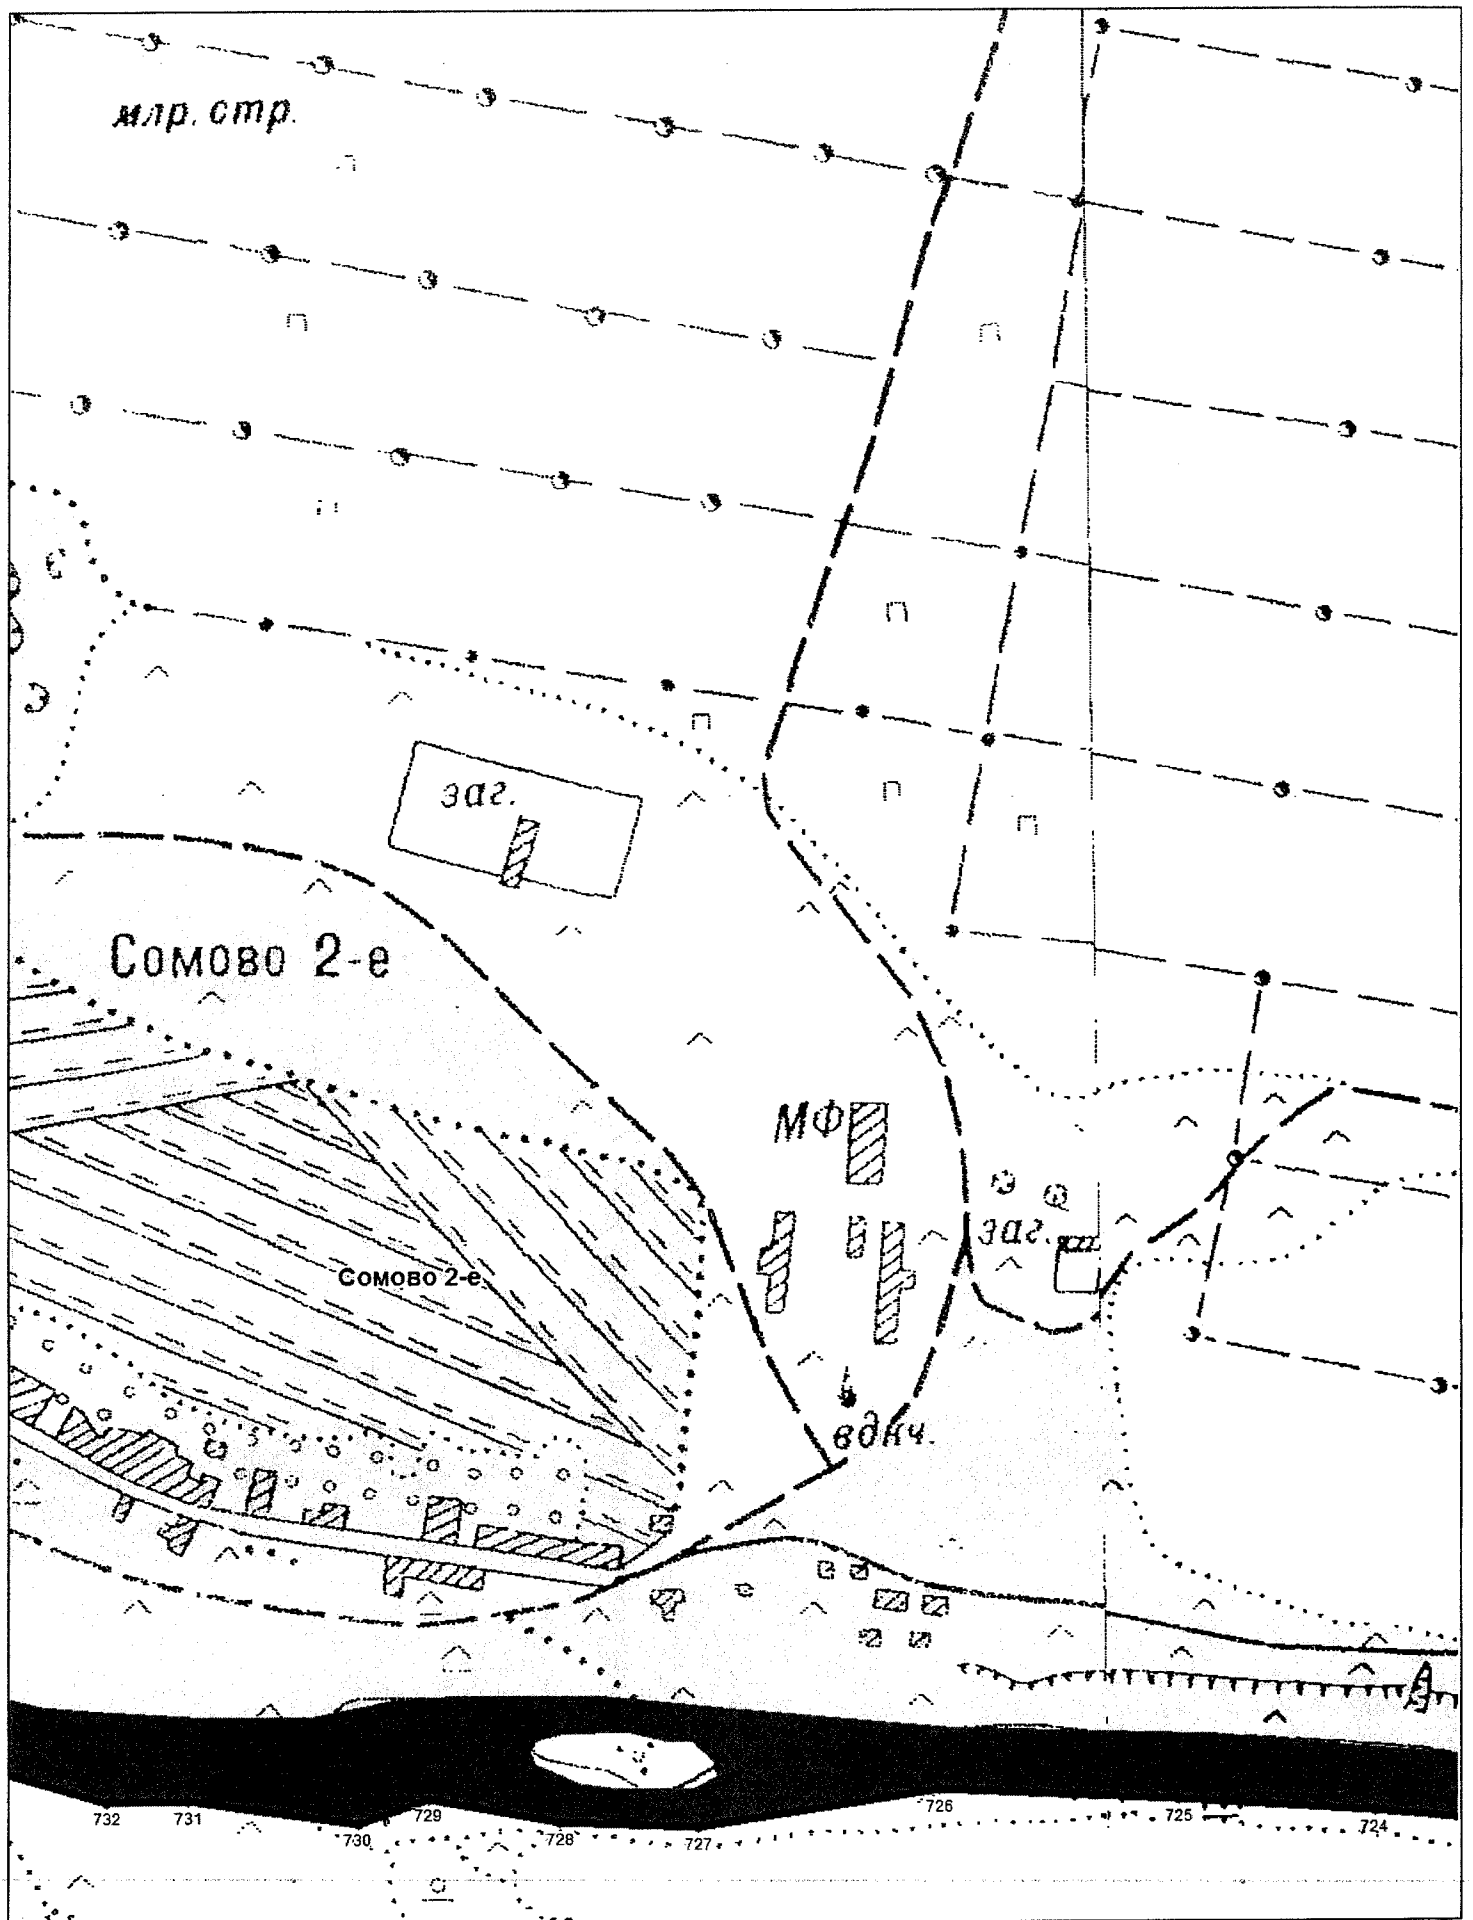 млр. стр.
заг.
Сомово 2-е
МФ
заг.
Сомово 2-е
вдкч.
732
731
730
729
728
727
726
725
724